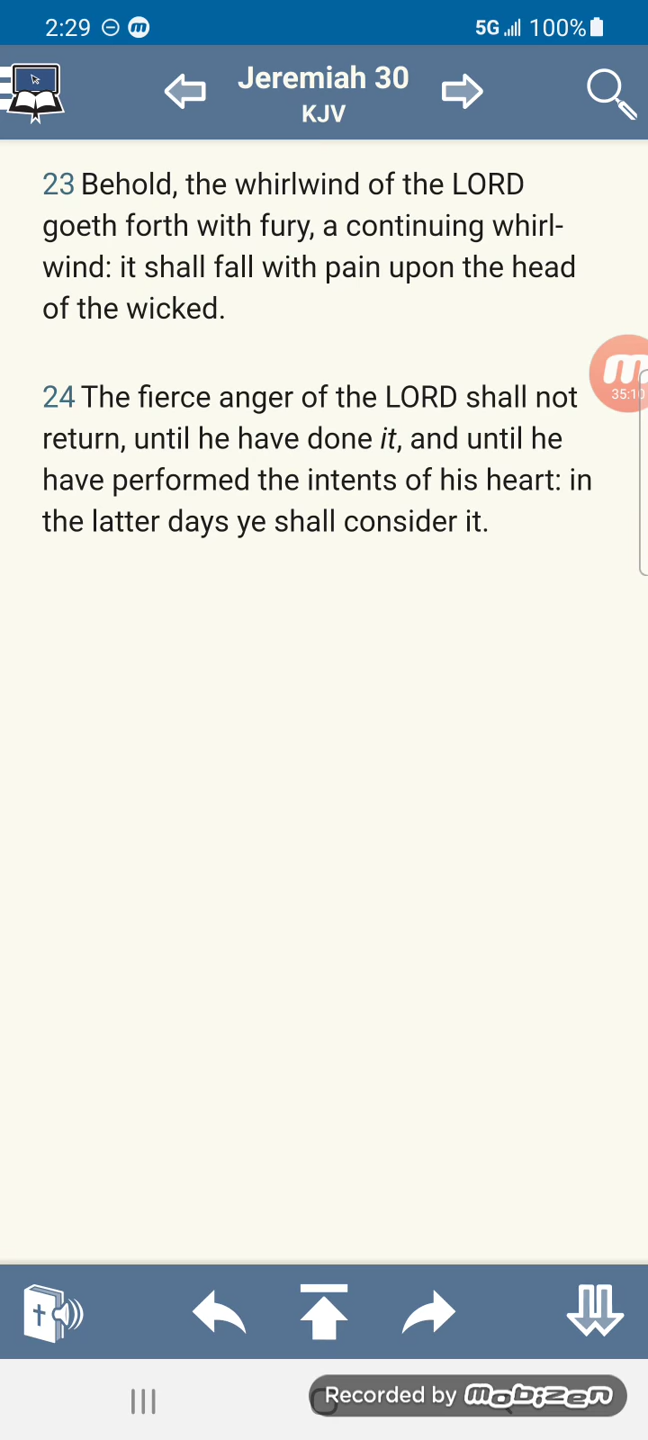 2:29 5G 100%
Jeremiah 30
KJV
23 Behold, the whirlwind of the LORD
goeth forth with fury, a continuing whirl-
wind: it shall fall with pain upon the head
of the wicked.
m
35:10
24 The fierce anger of the LORD shall not
return, until he have done it, and until he
have performed the intents of his heart: in
the latter days ye shall consider it.
Recorded by mobizen